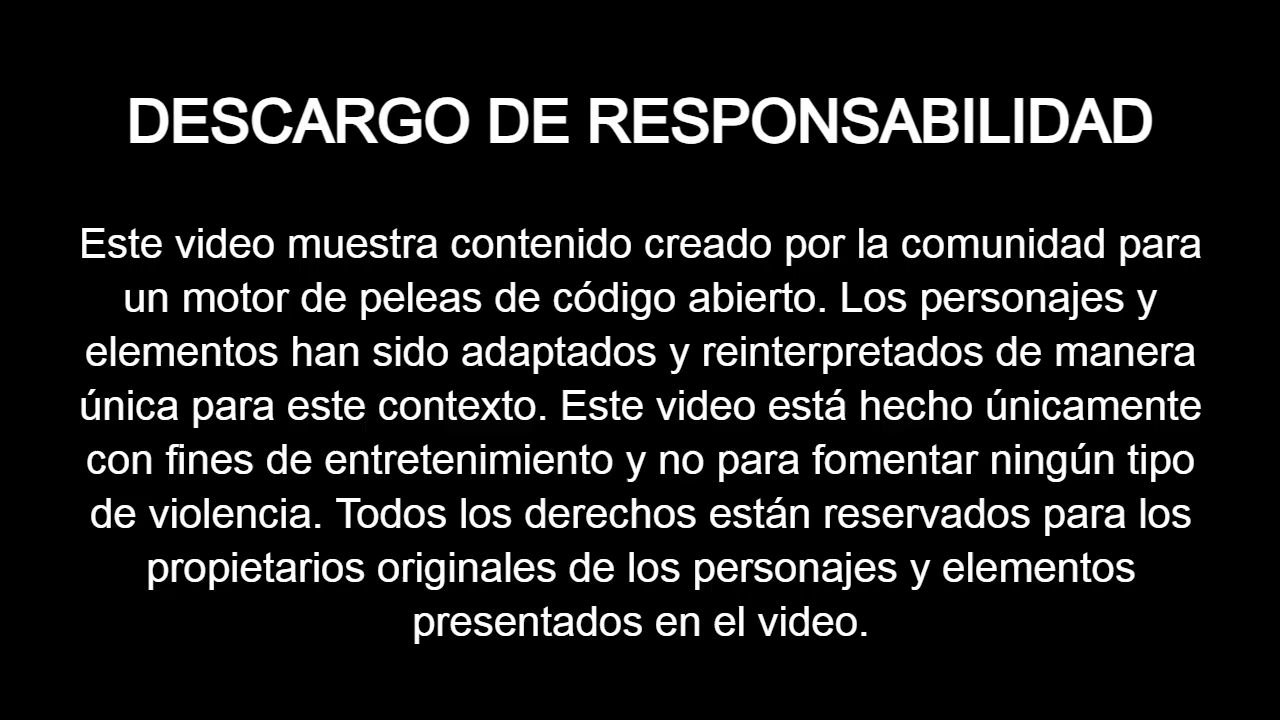 DESCARGO DE RESPONSABILIDAD
Este video muestra contenido creado por la comunidad para
un motor de peleas de código abierto. Los personajes y
elementos han sido adaptados y reinterpretados de manera
única para este contexto. Este video está hecho únicamente
con fines de entretenimiento y no para fomentar ningún tipo
de violencia. Todos los derechos están reservados para los
propietarios originales de los personajes y elementos
presentados en el video.